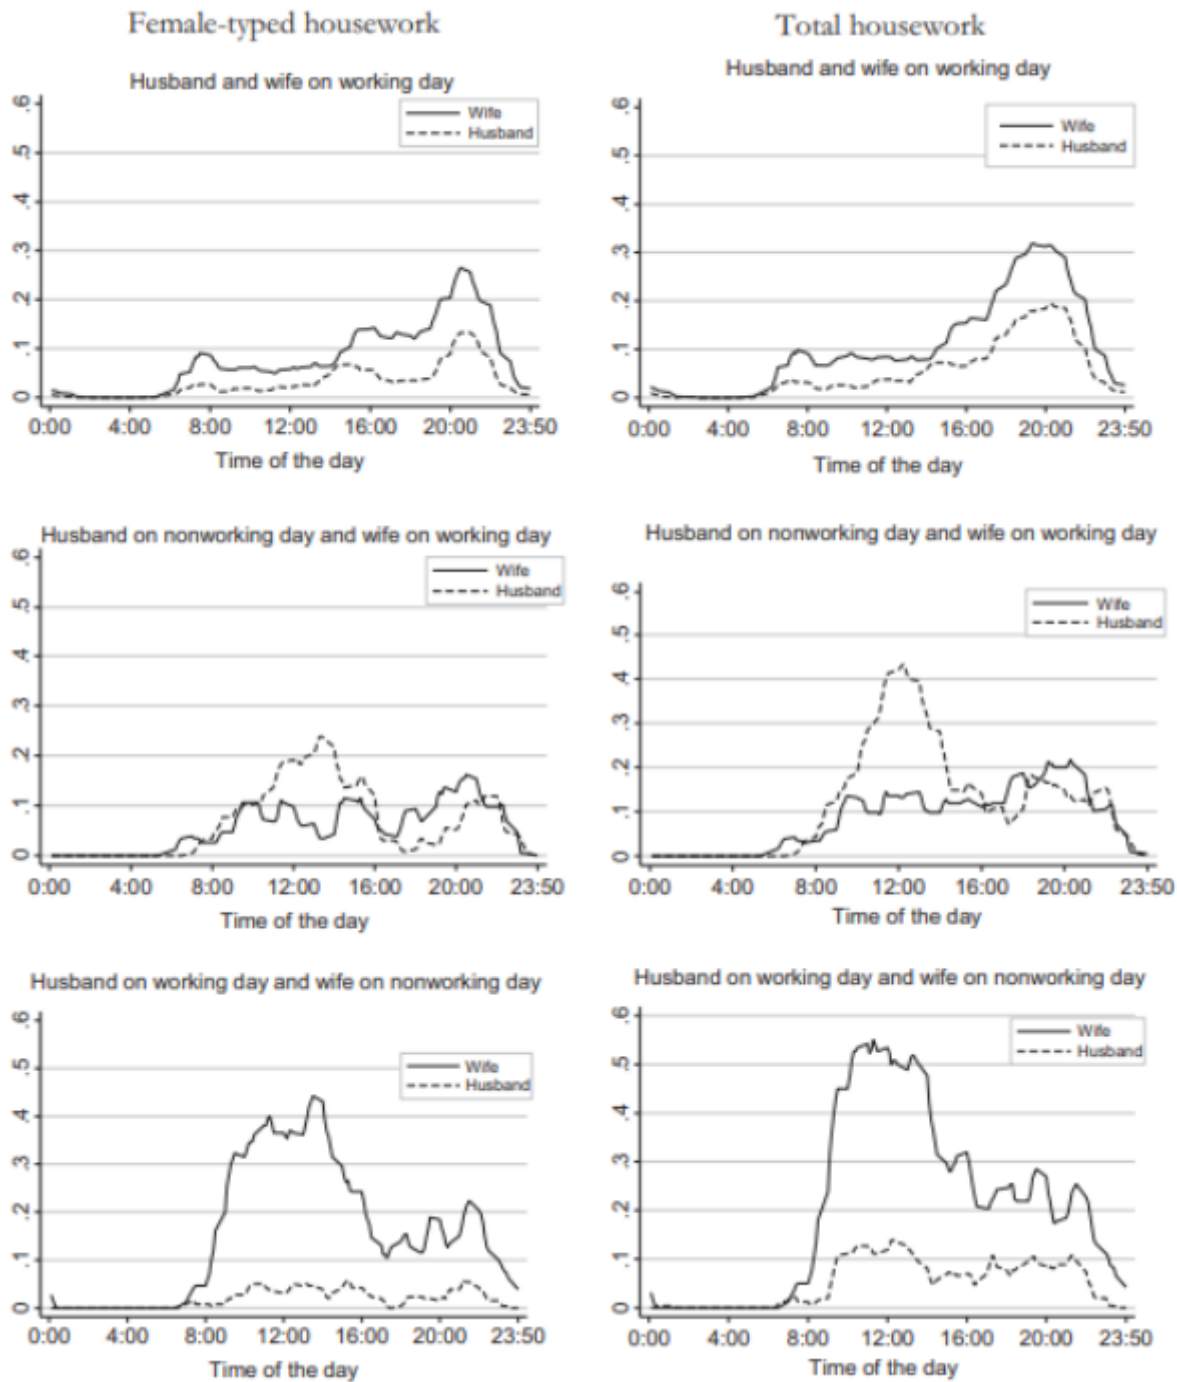 Female-typed housework
Total housework
Husband and wife on working day
Wife
Husband
.6
.5
.4
.3
.2
.1
0
0:00 4:00 8:00 12:00 16:00 20:00 23:50
Time of the day
Husband and wife on working day
Wife
Husband
.6
.5
.4
.3
.2
.1
0
0:00 4:00 8:00 12:00 16:00 20:00 23:50
Time of the day
Husband on nonworking day and wife on working day
Wife
Husband
.6
.5
.4
.3
.2
.1
0
0:00 4:00 8:00 12:00 16:00 20:00 23:50
Time of the day
Husband on nonworking day and wife on working day
Wife
Husband
.6
.5
.4
.3
.2
.1
0
0:00 4:00 8:00 12:00 16:00 20:00 23:50
Time of the day
Husband on working day and wife on nonworking day
Wife
Husband
.6
.5
.4
.3
.2
.1
0
0:00 4:00 8:00 12:00 16:00 20:00 23:50
Time of the day
Husband on working day and wife on nonworking day
Wife
Husband
.6
.5
.4
.3
.2
.1
0
0:00 4:00 8:00 12:00 16:00 20:00 23:50
Time of the day